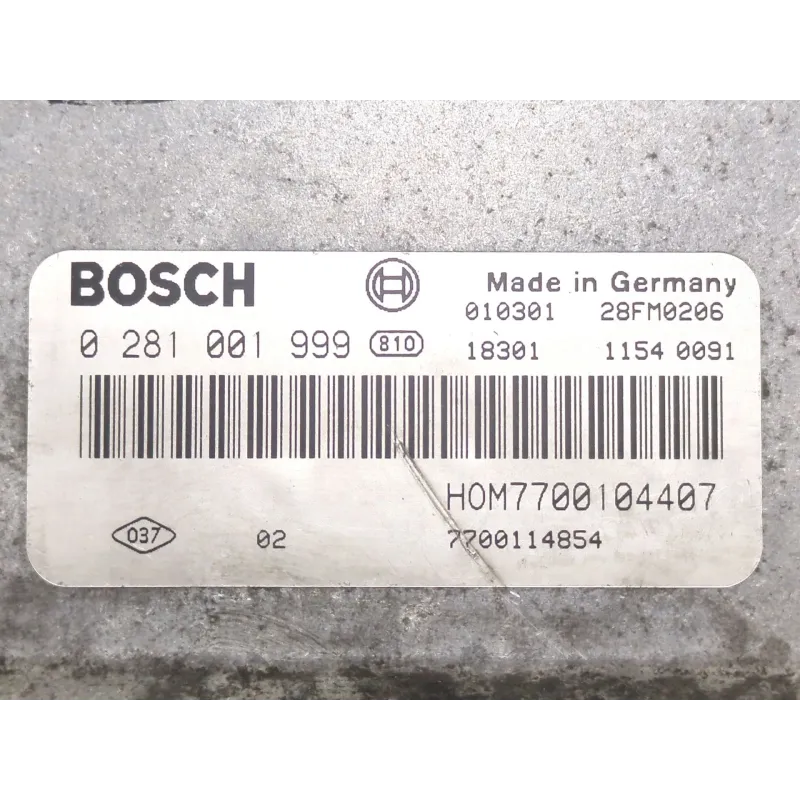 BOSCH Made in Germany
010301 28FM0206
0 281 001 999 810 18301 1154 0091
HOM7700104407
037 02 7700114854